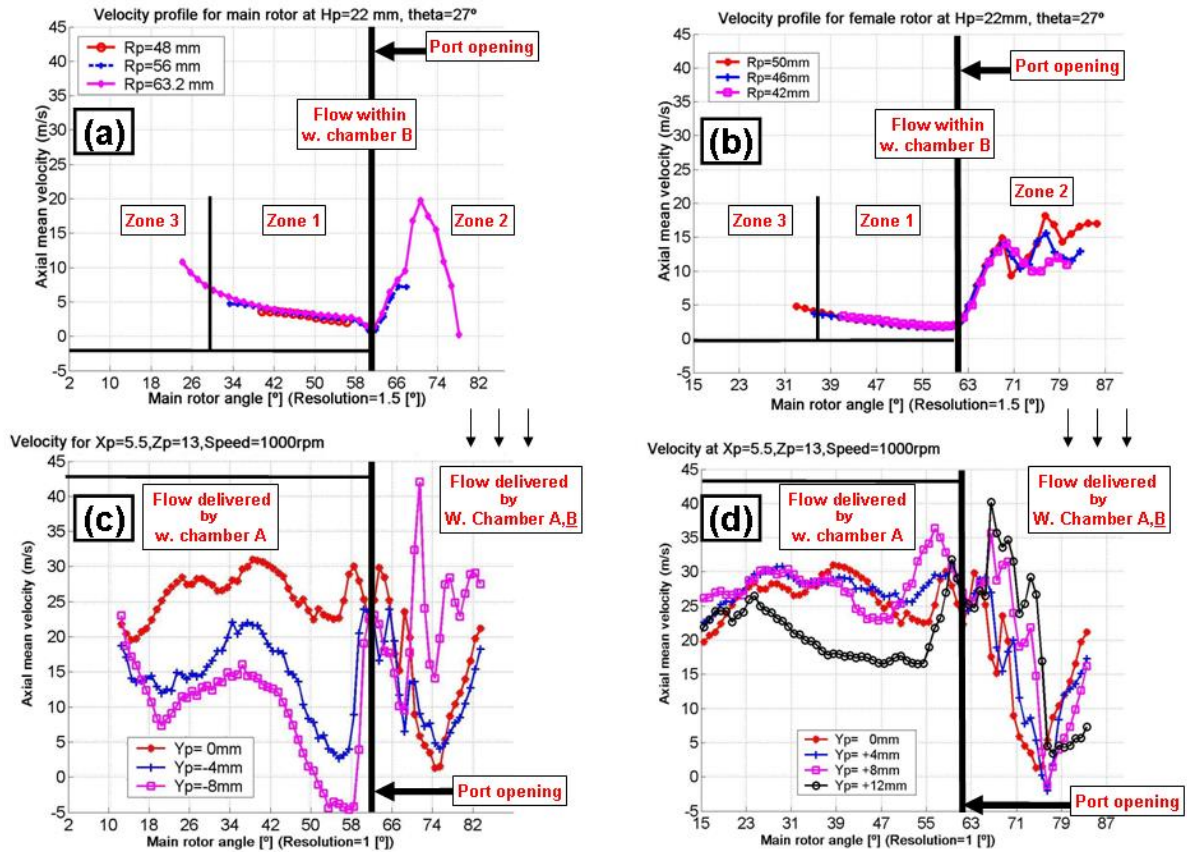 Velocity profile for main rotor at Hp=22 mm, theta=27º
Rp=48 mm
Rp=56 mm
Rp=63.2 mm
Port opening
(a)
Flow within
w. chamber B
Zone 3
Zone 1
Zone 2
Axial mean velocity (m/s)
45
40
35
30
25
20
15
10
5
0
-5
2 10 18 26 34 42 50 58 66 74 82
Main rotor angle [º] (Resolution=1.5 [º])
Velocity profile for female rotor at Hp=22mm, theta=27º
Rp=50mm
Rp=46mm
Rp=42mm
Port opening
(b)
Flow within
w. chamber B
Zone 3
Zone 1
Zone 2
Axial mean velocity (m/s)
45
40
35
30
25
20
15
10
5
0
-5
15 23 31 39 47 55 63 71 79 87
Main rotor angle [º] (Resolution=1.5 [º])
Velocity for Xp=5.5,Zp=13,Speed=1000rpm
(c)
Flow delivered
by
w. chamber A
Flow delivered
by
W. Chamber A,B
Axial mean velocity (m/s)
45
40
35
30
25
20
15
10
5
0
-5
Yp= 0mm
Yp=-4mm
Yp=-8mm
Port opening
2 10 18 26 34 42 50 58 66 74 82
Main rotor angle [º] (Resolution=1 [º])
Velocity at Xp=5.5,Zp=13,Speed=1000rpm
(d)
Flow delivered
by
w. chamber A
Flow delivered
by
W. Chamber A,B
Axial mean velocity (m/s)
45
40
35
30
25
20
15
10
5
0
-5
Yp= 0mm
Yp= +4mm
Yp= +8mm
Yp= +12mm
Port opening
15 23 31 39 47 55 63 71 79 87
Main rotor angle [º] (Resolution=1 [º])